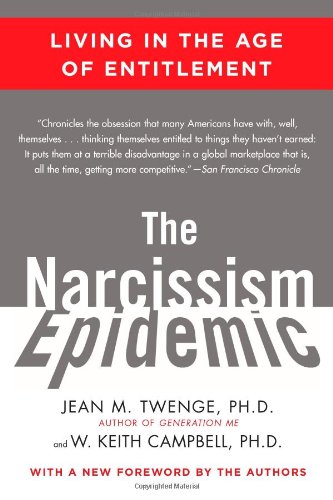 LIVING IN THE AGE
OF ENTITLEMENT
“Chronicles the obsession that many Americans have with, well,
themselves . . . thinking themselves entitled to things they haven’t earned:
It puts them at a terrible disadvantage in a global marketplace that is,
all the time, getting more competitive.”—San Francisco Chronicle
The
Narcissism
Epidemic
JEAN M. TWENGE, PH.D.
AUTHOR OF GENERATION ME
and W. KEITH CAMPBELL, PH.D.
WITH A NEW FOREWORD BY THE AUTHORS
Copyrighted Material